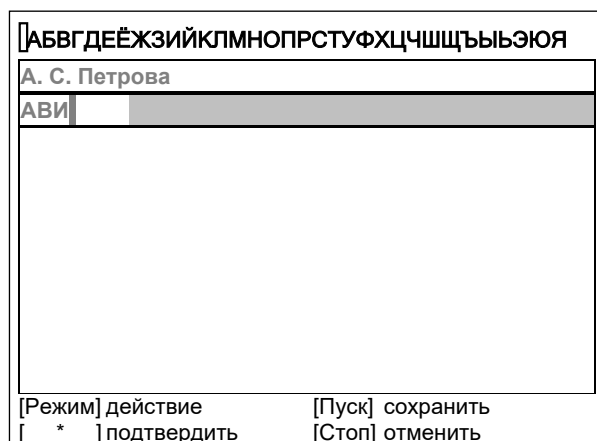 АБВГДЕЁЖЗИЙКЛМНОПРСТУФХЦЧШЩЪЫЬЭЮЯ
А. С. Петрова
АВИ
[Режим] действие [Пуск] сохранить
[ * ] подтвердить [Стоп] отменить